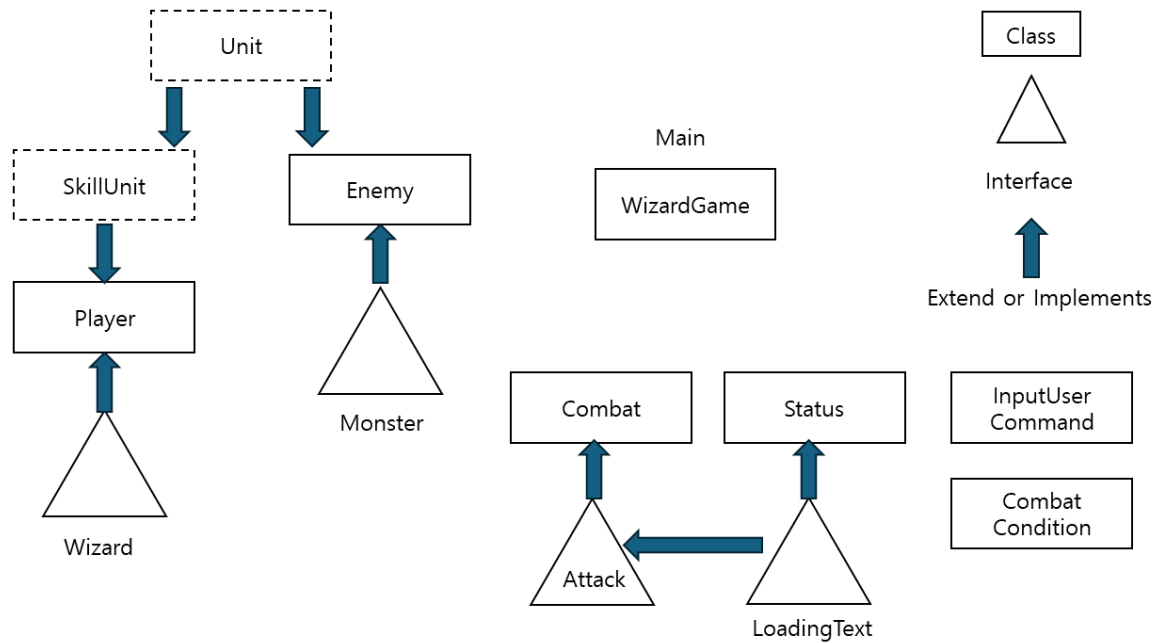 Unit
Class
Main
SkillUnit
Enemy
Interface
WizardGame
Extend or Implements
Player
Monster
Combat
Status
InputUser
Command
Wizard
Combat
Condition
Attack
LoadingText